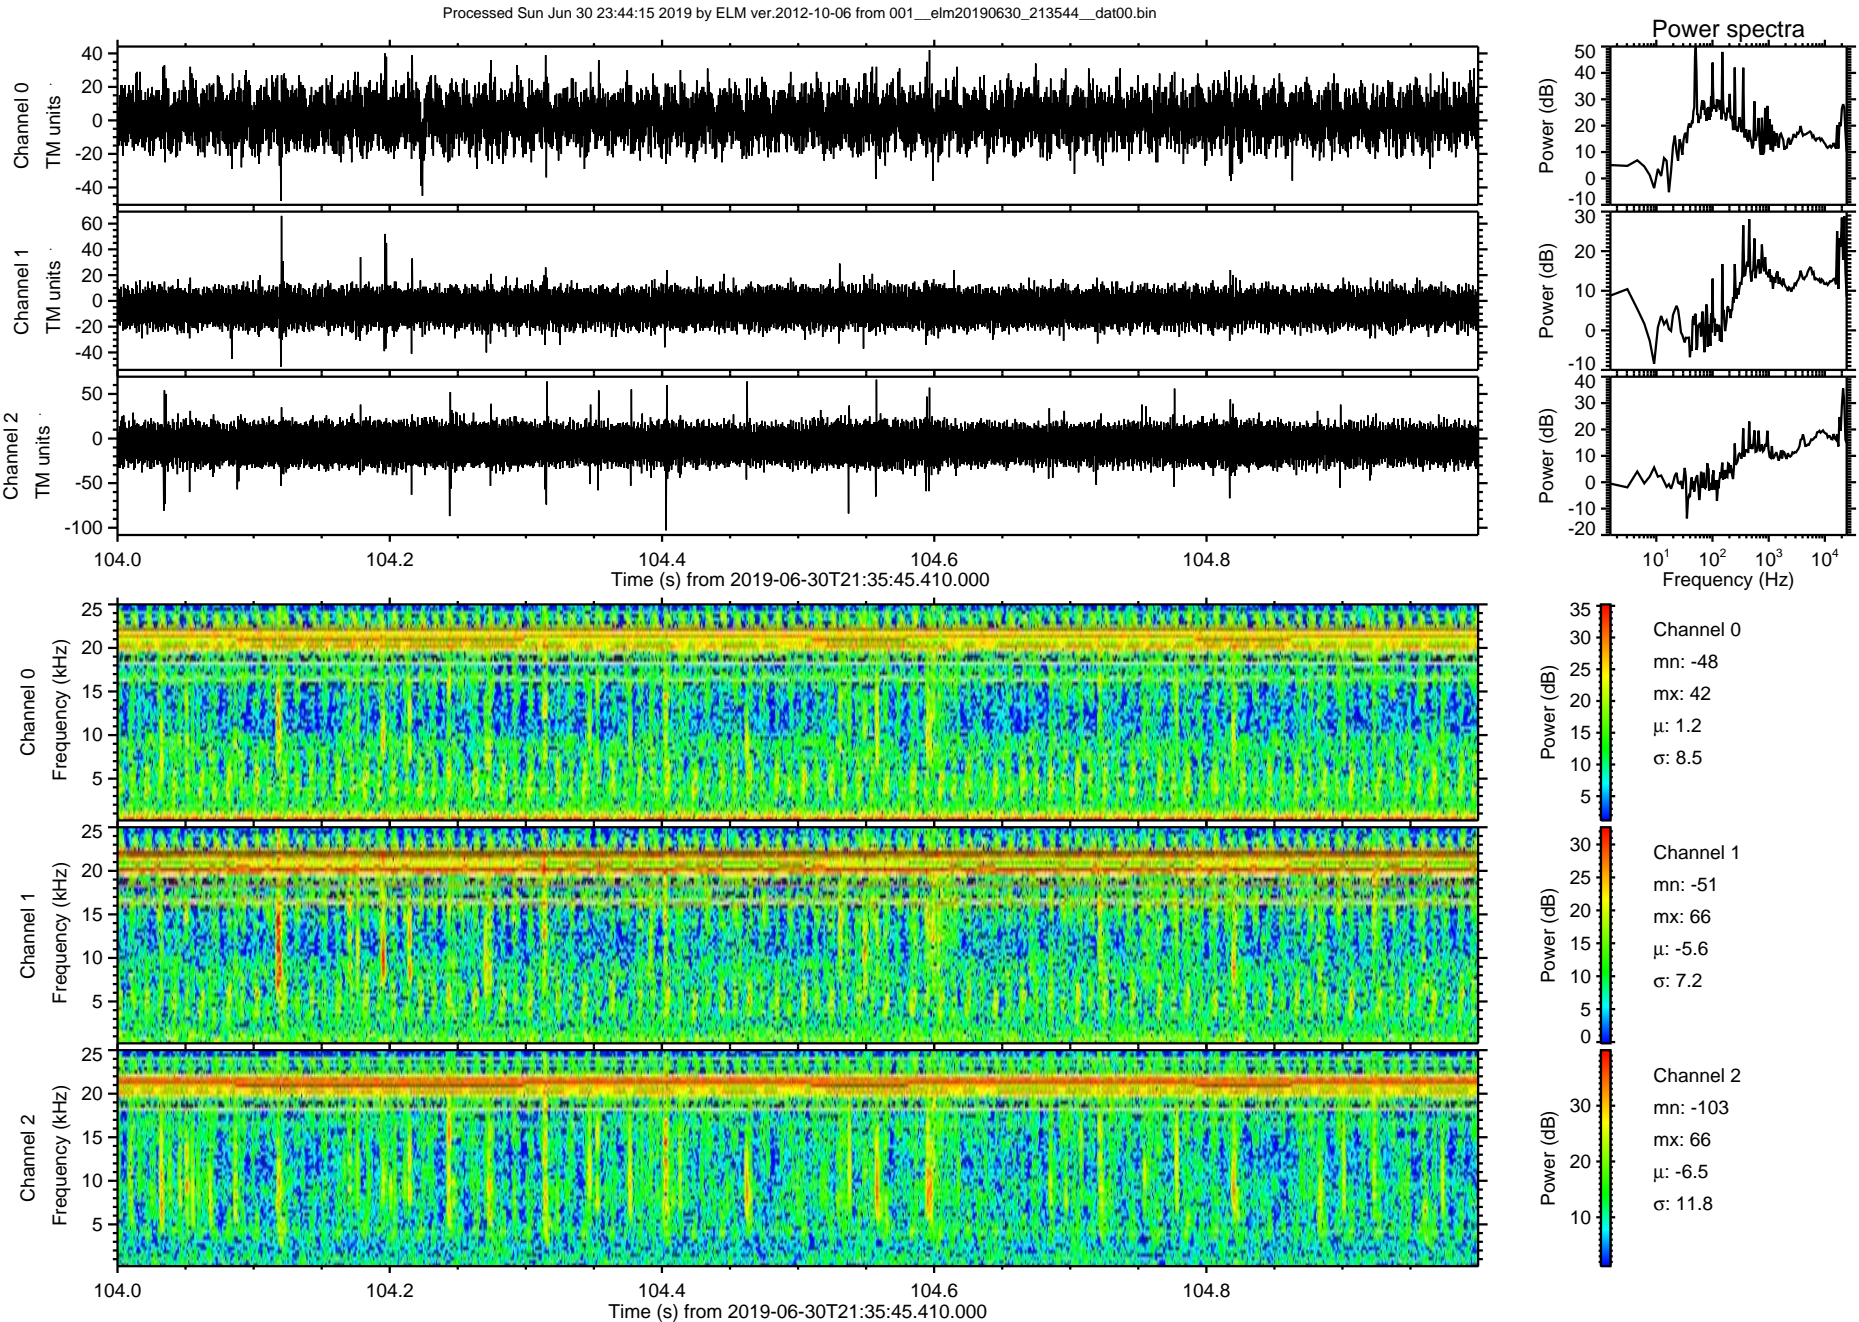 Processed Sun Jun 30 23:44:15 2019 by ELM ver.2012-10-06 from 001__elm20190630_213544__dat00.bin
Power spectra
Channel 0
TM units
40
20
0
-20
-40
Power (dB)
50
40
30
20
10
0
-10
Channel 1
TM units
60
40
20
0
-20
-40
Power (dB)
30
20
10
0
-10
Channel 2
TM units
50
0
-50
-100
Power (dB)
40
30
20
10
0
-10
-20
104.0 104.2 104.4 104.6 104.8
Time (s) from 2019-06-30T21:35:45.410.000
10^1 10^2 10^3 10^4
Frequency (Hz)
Channel 0
Frequency (kHz)
25
20
15
10
5
Power (dB)
35
30
25
20
15
10
5
Channel 0
mn: -48
mx: 42
μ: 1.2
σ: 8.5
Channel 1
Frequency (kHz)
25
20
15
10
5
Power (dB)
30
25
20
15
10
5
0
Channel 1
mn: -51
mx: 66
μ: -5.6
σ: 7.2
Channel 2
Frequency (kHz)
25
20
15
10
5
Power (dB)
30
20
10
Channel 2
mn: -103
mx: 66
μ: -6.5
σ: 11.8
104.0 104.2 104.4 104.6 104.8
Time (s) from 2019-06-30T21:35:45.410.000